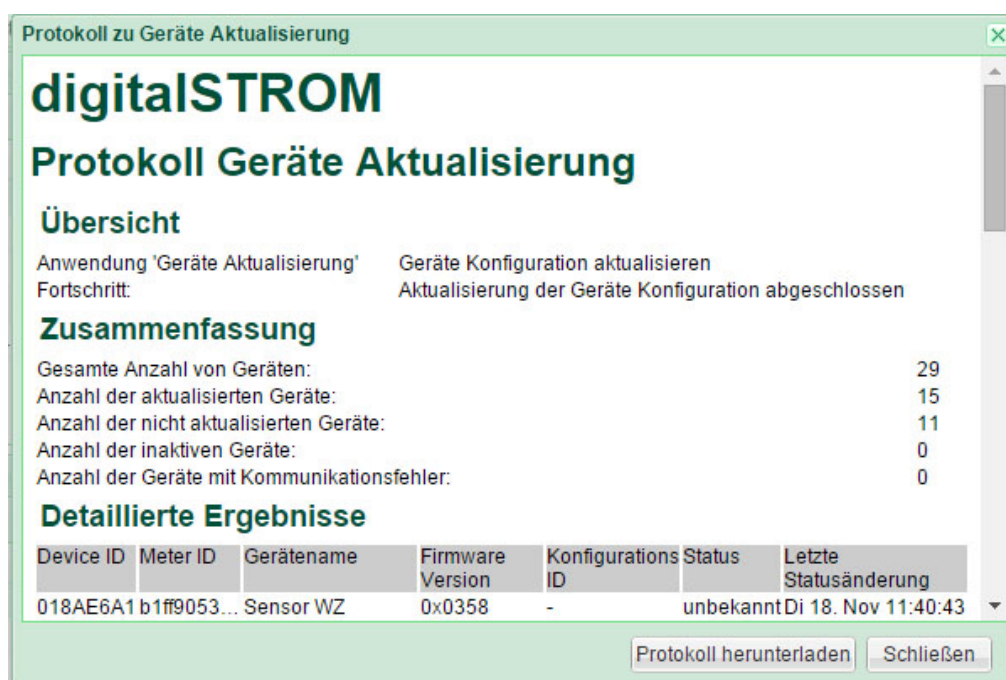 Protokoll zu Geräte Aktualisierung
digitalSTROM
Protokoll Geräte Aktualisierung
Übersicht
Anwendung 'Geräte Aktualisierung' Geräte Konfiguration aktualisieren
Fortschritt: Aktualisierung der Geräte Konfiguration abgeschlossen
Zusammenfassung
Gesamte Anzahl von Geräten: 29
Anzahl der aktualisierten Geräte: 15
Anzahl der nicht aktualisierten Geräte: 11
Anzahl der inaktiven Geräte: 0
Anzahl der Geräte mit Kommunikationsfehler: 0
Detaillierte Ergebnisse
Device ID Meter ID Gerätename Firmware Version Konfigurations ID Status Letzte Statusänderung
018AE6A1 b1ff9053... Sensor WZ 0x0358 - unbekannt Di 18. Nov 11:40:43
Protokoll herunterladen Schließen